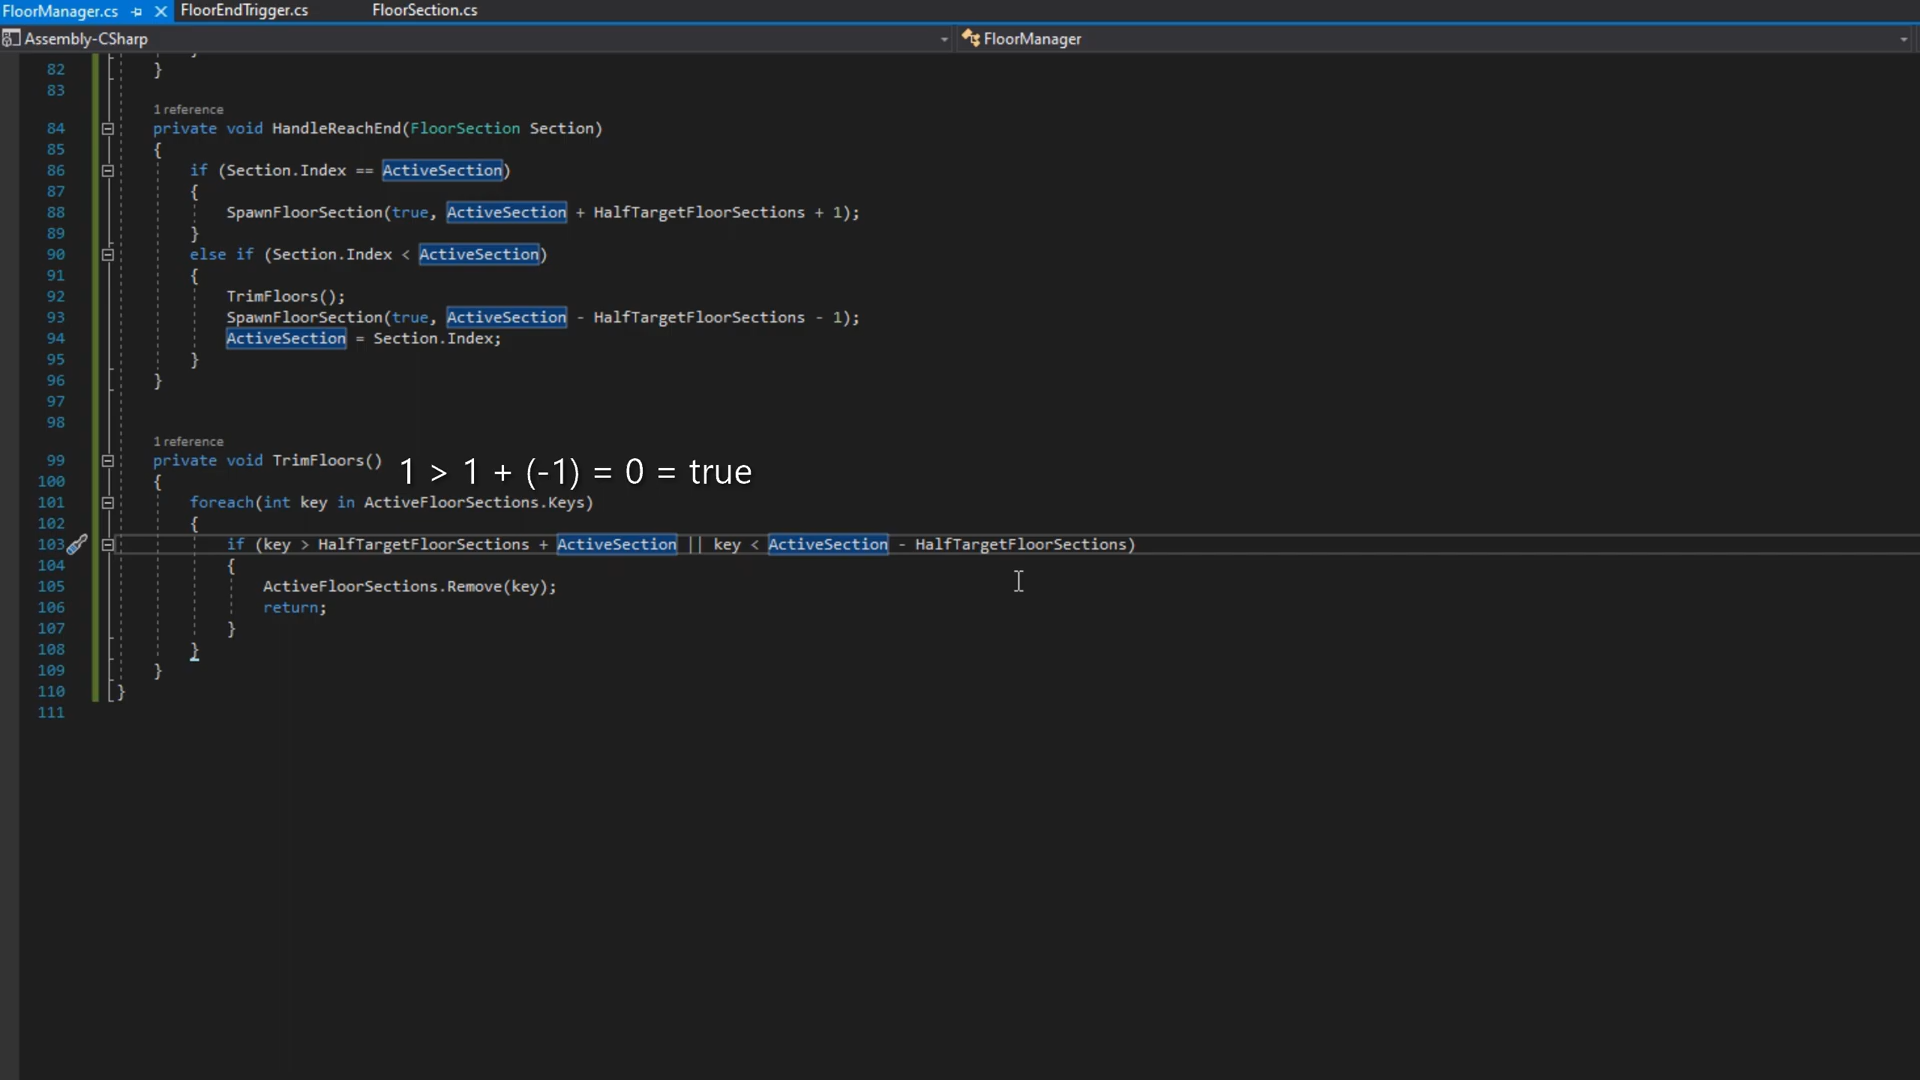 FloorManager.cs FloorEndTrigger.cs FloorSection.cs
Assembly-CSharp FloorManager
82 }
83
1 reference
84 private void HandleReachEnd(FloorSection Section)
85 {
86 if (Section.Index == ActiveSection)
87 {
88 SpawnFloorSection(true, ActiveSection + HalfTargetFloorSections + 1);
89 }
90 else if (Section.Index < ActiveSection)
91 {
92 TrimFloors();
93 SpawnFloorSection(true, ActiveSection - HalfTargetFloorSections - 1);
94 ActiveSection = Section.Index;
95 }
96 }
97
98
1 reference
99 private void TrimFloors()
1 > 1 + (-1) = 0 = true
100 {
101 foreach(int key in ActiveFloorSections.Keys)
102 {
103 if (key > HalfTargetFloorSections + ActiveSection || key < ActiveSection - HalfTargetFloorSections)
104 {
105 ActiveFloorSections.Remove(key);
106 return;
107 }
108 }
109 }
110 }
111